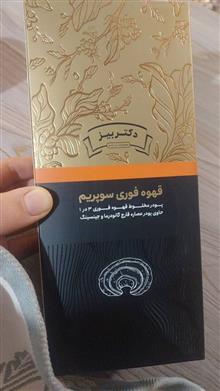 دکتر بیز
قهوه فوری سوپریم
پودر مخلوط قهوه فوری ۳ در ۱
حاوی پودر عصاره قارچ گانودرما و جینسینگ